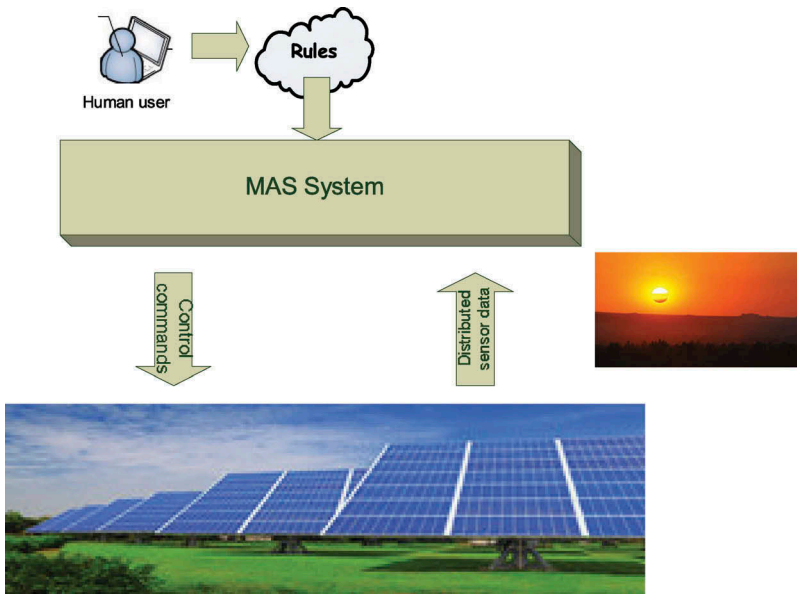 Rules
Human user
MAS System
Control
commands
Distributed
sensor data